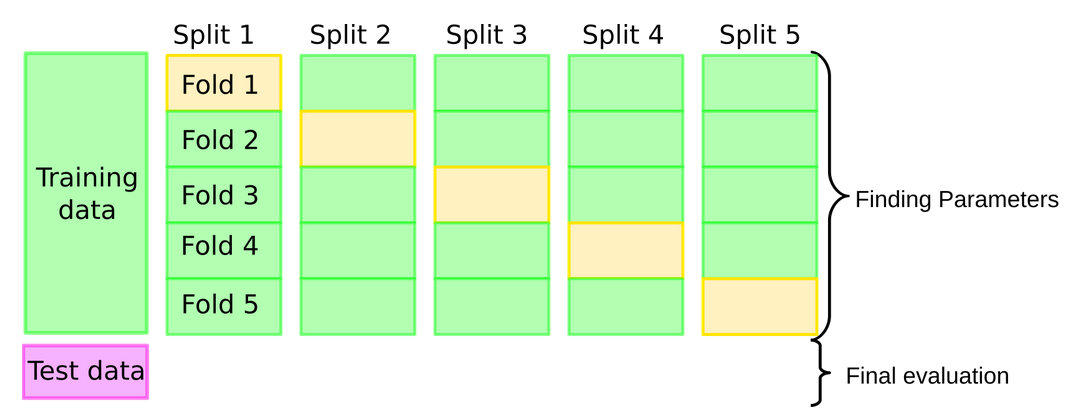 Split 1 Split 2 Split 3 Split 4 Split 5
Fold 1
Fold 2
Training
data
Fold 3
Finding Parameters
Fold 4
Fold 5
Test data
Final evaluation